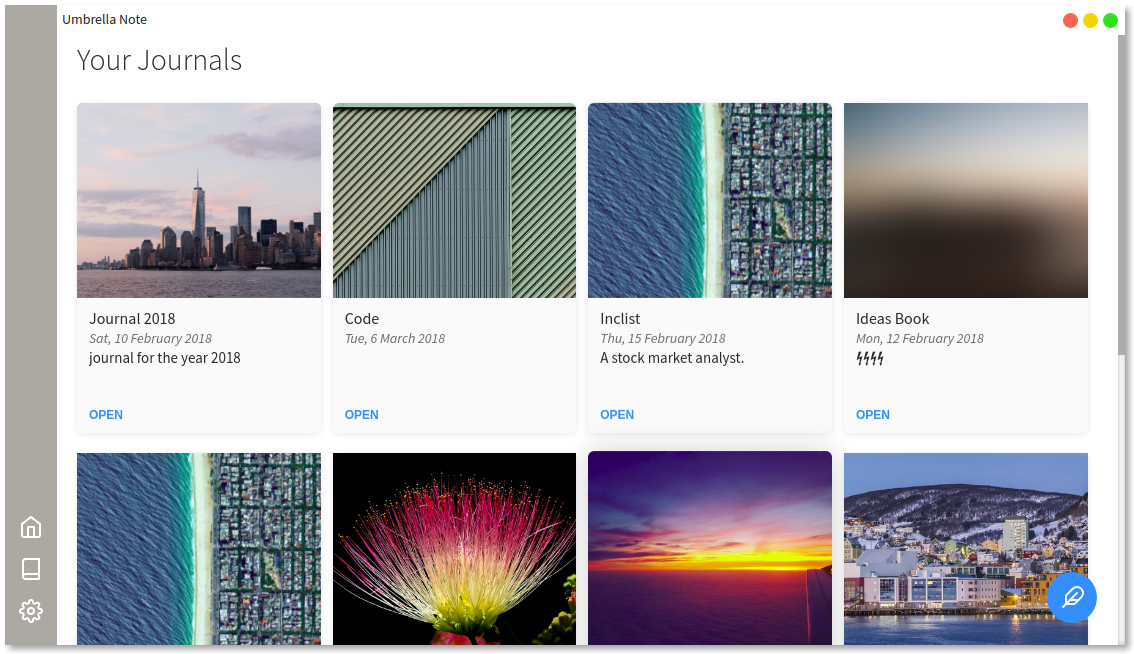 Umbrella Note
Your Journals
Journal 2018
Sat, 10 February 2018
journal for the year 2018
OPEN
Code
Tue, 6 March 2018
OPEN
Inclist
Thu, 15 February 2018
A stock market analyst.
OPEN
Ideas Book
Mon, 12 February 2018
ϟϟϟϟ
OPEN